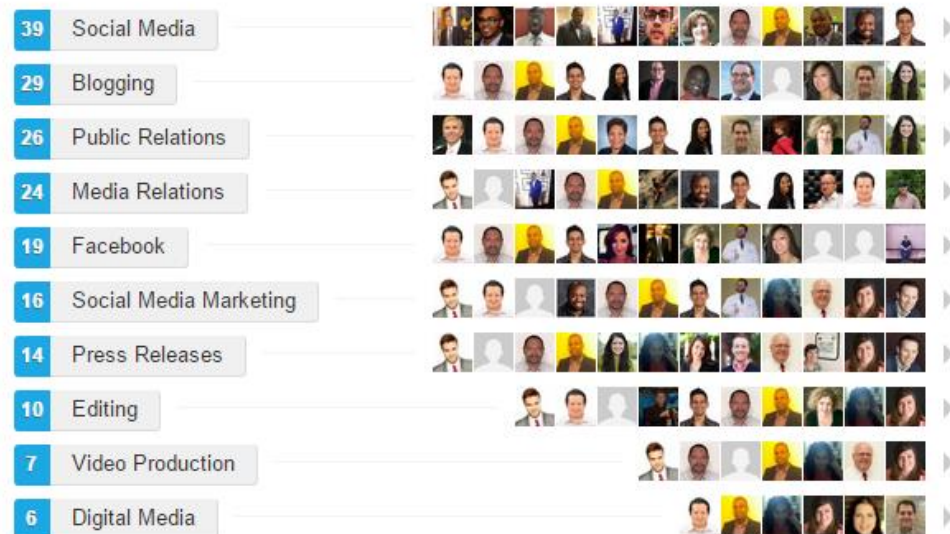 39 Social Media
29 Blogging
26 Public Relations
24 Media Relations
19 Facebook
16 Social Media Marketing
14 Press Releases
10 Editing
7 Video Production
6 Digital Media